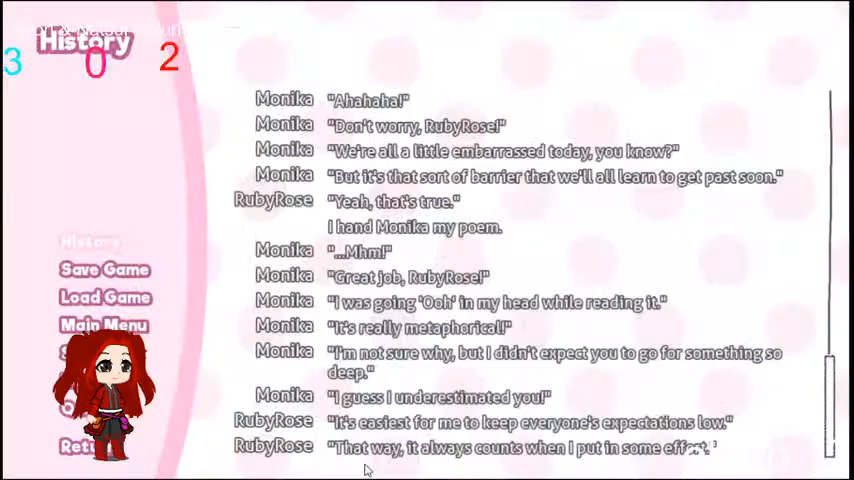 History
3 0 2
Monika "Ahahaha!"
Monika "Don't worry, RubyRose!"
Monika "We're all a little embarrassed today, you know?"
Monika "But it's that sort of barrier that we'll all learn to get past soon."
RubyRose "Yeah, that's true."
I hand Monika my poem.
Monika "...Mhm!"
Monika "Great job, RubyRose!"
Monika "I was going 'Ooh' in my head while reading it."
Monika "It's really metaphorical!"
Monika "I'm not sure why, but I didn't expect you to go for something so
deep."
Monika "I guess I underestimated you!"
RubyRose "It's easiest for me to keep everyone's expectations low."
RubyRose "That way, it always counts when I put in some effort."
History
Save Game
Load Game
Main Menu